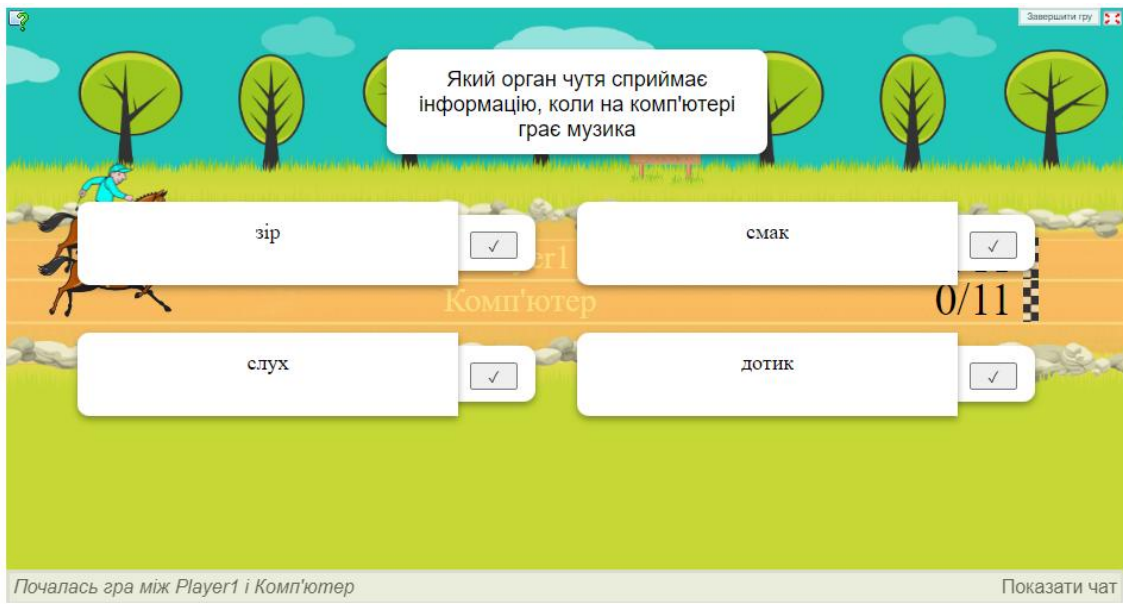 Завершити гру
Який орган чутя сприймає
інформацію, коли на комп'ютері
грає музика
зір
✓
смак
✓
Комп'ютер
0/11
слух
✓
дотик
✓
Почалась гра між Player1 і Комп'ютер
Показати чат